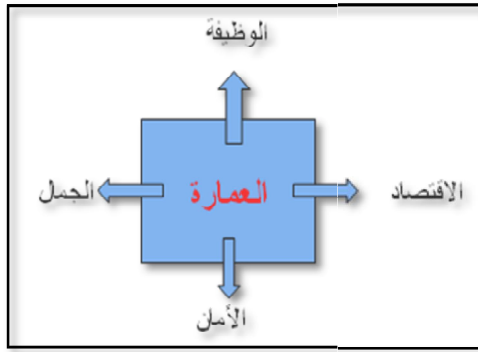 الوظيفة
الاقتصاد
العمارة
الجمال
الأمان